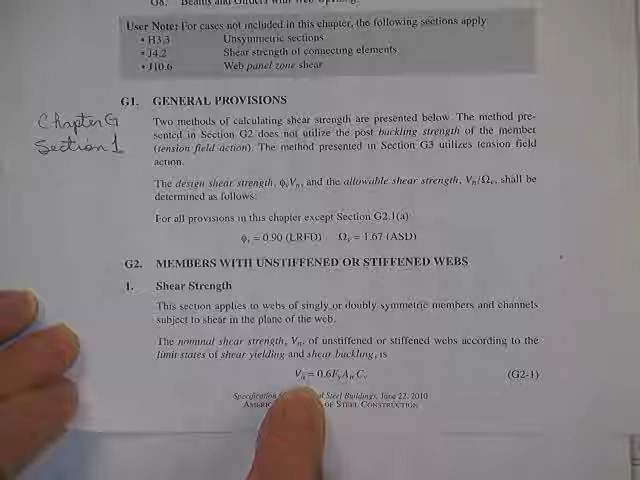 G8. Beams and Girders with Web
User Note: For cases not included in this chapter, the following sections apply:
• H3.3 Unsymmetric sections
• J4.2 Shear strength of connecting elements
• J10.6 Web panel zone shear
G1. GENERAL PROVISIONS
Chapter G
Section 1
Two methods of calculating shear strength are presented below. The method pre-
sented in Section G2 does not utilize the post buckling strength of the member
(tension field action). The method presented in Section G3 utilizes tension field
action.
The design shear strength, ϕᵥVₙ, and the allowable shear strength, Vₙ/Ωᵥ, shall be
determined as follows:
For all provisions in this chapter except Section G2.1(a):
ϕᵥ = 0.90 (LRFD) Ωᵥ = 1.67 (ASD)
G2. MEMBERS WITH UNSTIFFENED OR STIFFENED WEBS
1. Shear Strength
This section applies to webs of singly or doubly symmetric members and channels
subject to shear in the plane of the web.
The nominal shear strength, Vₙ, of unstiffened or stiffened webs according to the
limit states of shear yielding and shear buckling, is
Vₙ = 0.6FᵧA_wCᵥ (G2-1)
Specification of Steel Buildings, June 22, 2010
AMERIC OF STEEL CONSTRUCTION